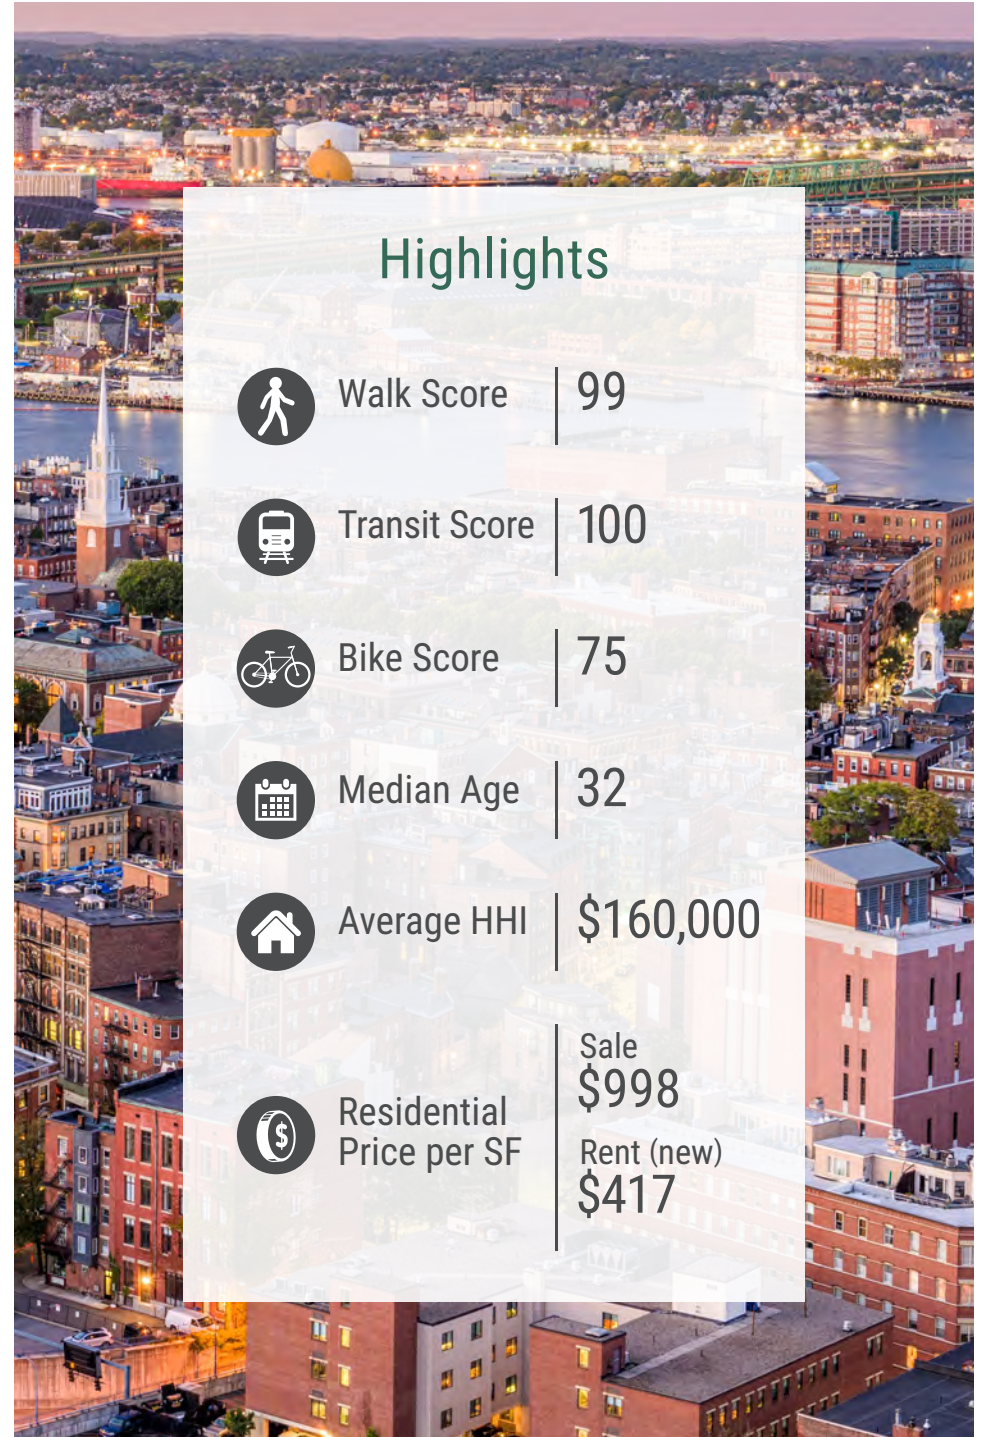 Highlights
Walk Score
99
Transit Score
100
Bike Score
75
Median Age
32
Average HHI
$160,000
Residential
Price per SF
Sale
$998
Rent (new)
$417